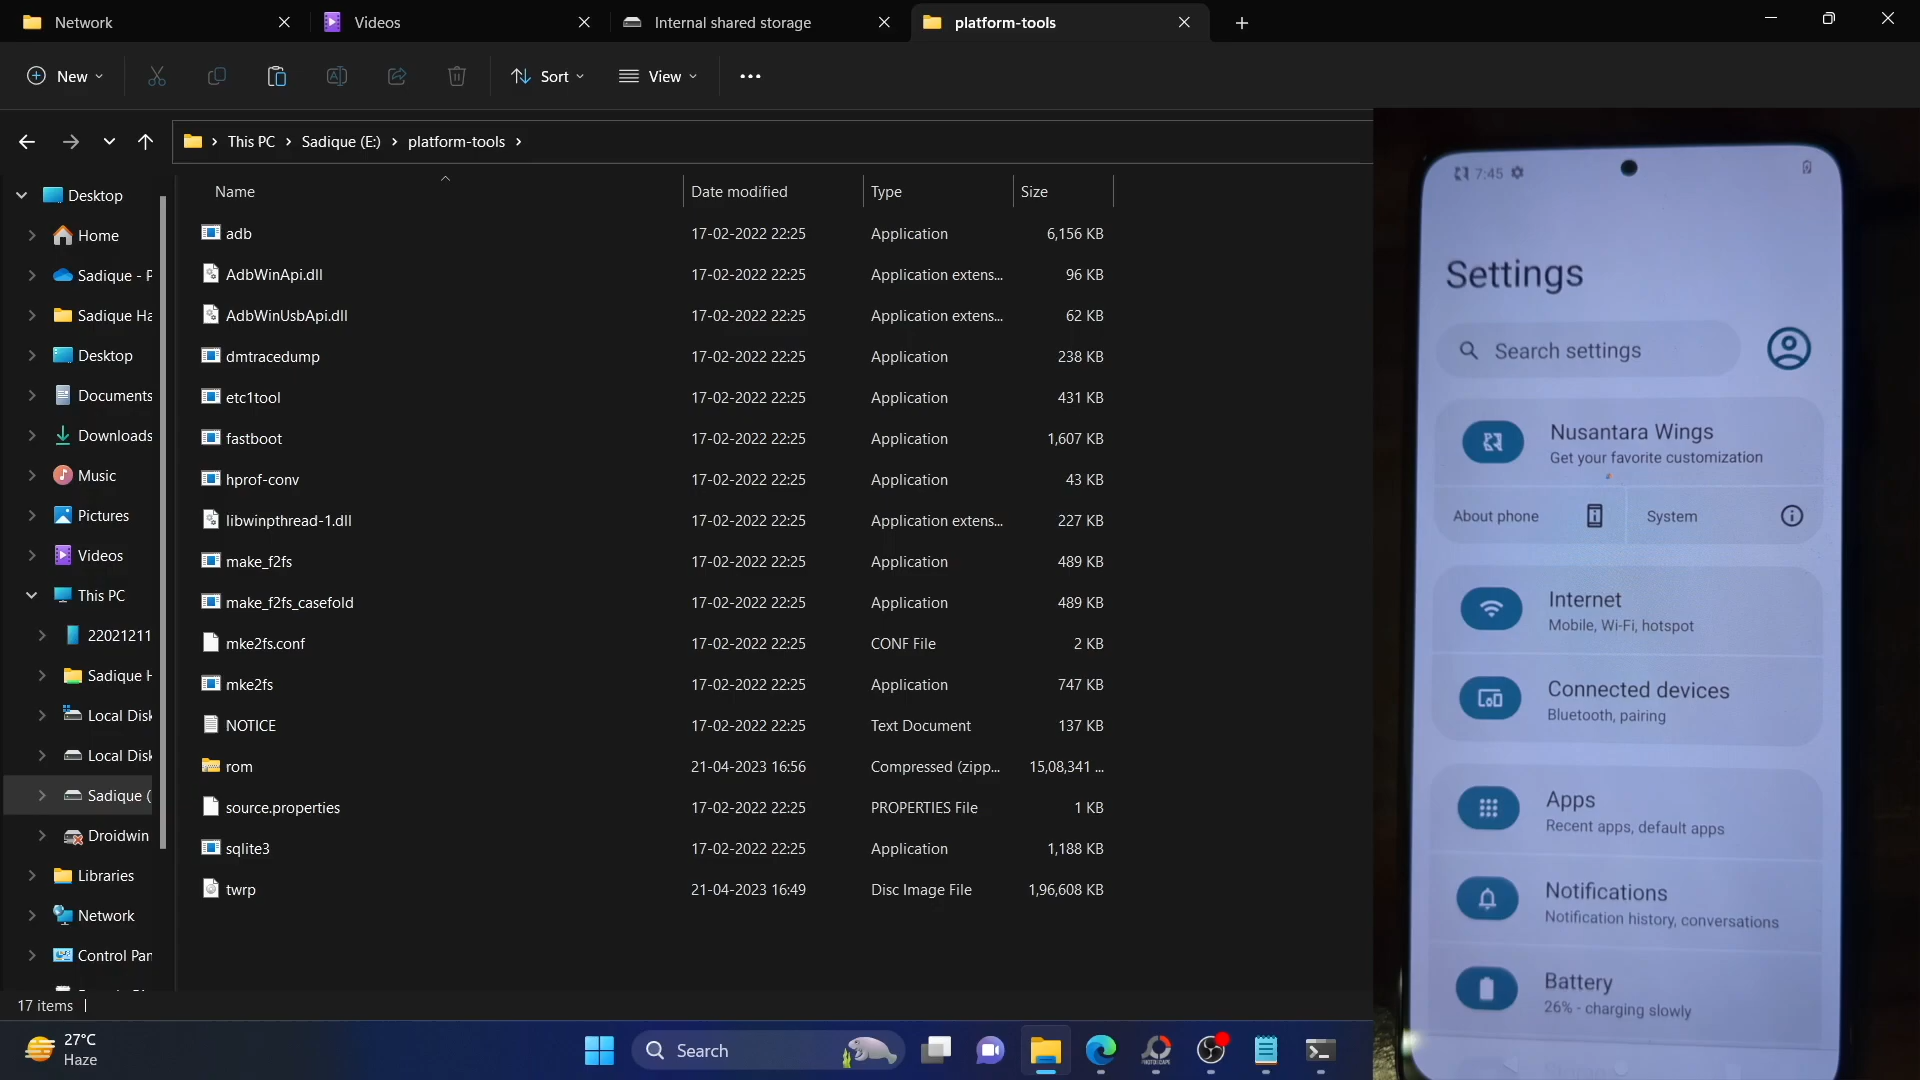 Network
Videos
Internal shared storage
platform-tools
New
Sort
View
This PC
Sadique (E:)
platform-tools
Name
Date modified
Type
Size
adb
17-02-2022 22:25
Application
6,156 KB
AdbWinApi.dll
17-02-2022 22:25
Application extens...
96 KB
AdbWinUsbApi.dll
17-02-2022 22:25
Application extens...
62 KB
dmtracedump
17-02-2022 22:25
Application
238 KB
etc1tool
17-02-2022 22:25
Application
431 KB
fastboot
17-02-2022 22:25
Application
1,607 KB
hprof-conv
17-02-2022 22:25
Application
43 KB
libwinpthread-1.dll
17-02-2022 22:25
Application extens...
227 KB
make_f2fs
17-02-2022 22:25
Application
489 KB
make_f2fs_casefold
17-02-2022 22:25
Application
489 KB
mke2fs.conf
17-02-2022 22:25
CONF File
2 KB
mke2fs
17-02-2022 22:25
Application
747 KB
NOTICE
17-02-2022 22:25
Text Document
137 KB
rom
21-04-2023 16:56
Compressed (zipp...
15,08,341 ...
source.properties
17-02-2022 22:25
PROPERTIES File
1 KB
sqlite3
17-02-2022 22:25
Application
1,188 KB
twrp
21-04-2023 16:49
Disc Image File
1,96,608 KB
Desktop
Home
Sadique - P
Sadique Ha
Desktop
Documents
Downloads
Music
Pictures
Videos
This PC
22021211
Sadique H
Local Disk
Local Disk
Sadique (
Droidwin
Libraries
Network
Control Pan
17 items
27°C
Haze
Search
7:45
Settings
Search settings
Nusantara Wings
Get your favorite customization
About phone
System
Internet
Mobile, Wi-Fi, hotspot
Connected devices
Bluetooth, pairing
Apps
Recent apps, default apps
Notifications
Notification history, conversations
Battery
26% - charging slowly